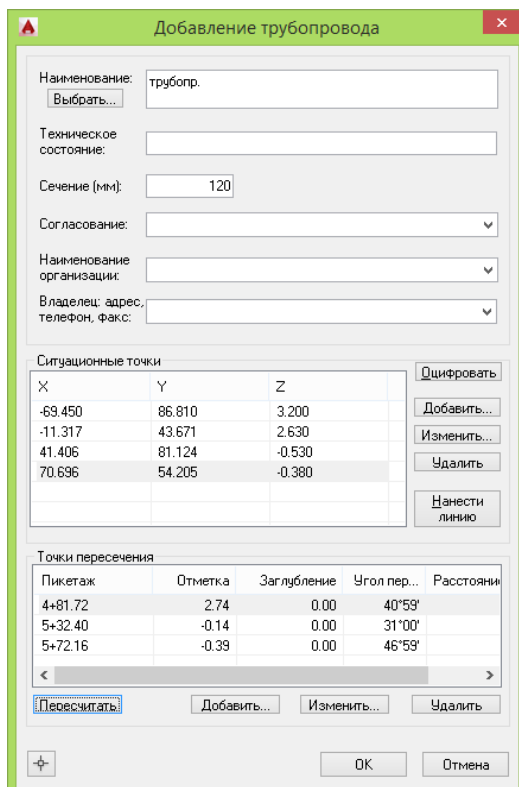 Добавление трубопровода
Наименование: трубопр.
Выбрать...
Техническое
состояние:
Сечение (мм): 120
Согласование:
Наименование
организации:
Владелец: адрес,
телефон, факс:
Ситуационные точки
Оцифровать
X Y Z
-69.450 86.810 3.200
Добавить...
-11.317 43.671 2.630
Изменить...
41.406 81.124 -0.530
Удалить
70.696 54.205 -0.380
Нанести
линию
Точки пересечения
Пикетаж Отметка Заглубление Угол пер... Расстояни
4+81.72 2.74 0.00 40°59'
5+32.40 -0.14 0.00 31°00'
5+72.16 -0.39 0.00 46°59'
Пересчитать Добавить... Изменить... Удалить
OK Отмена